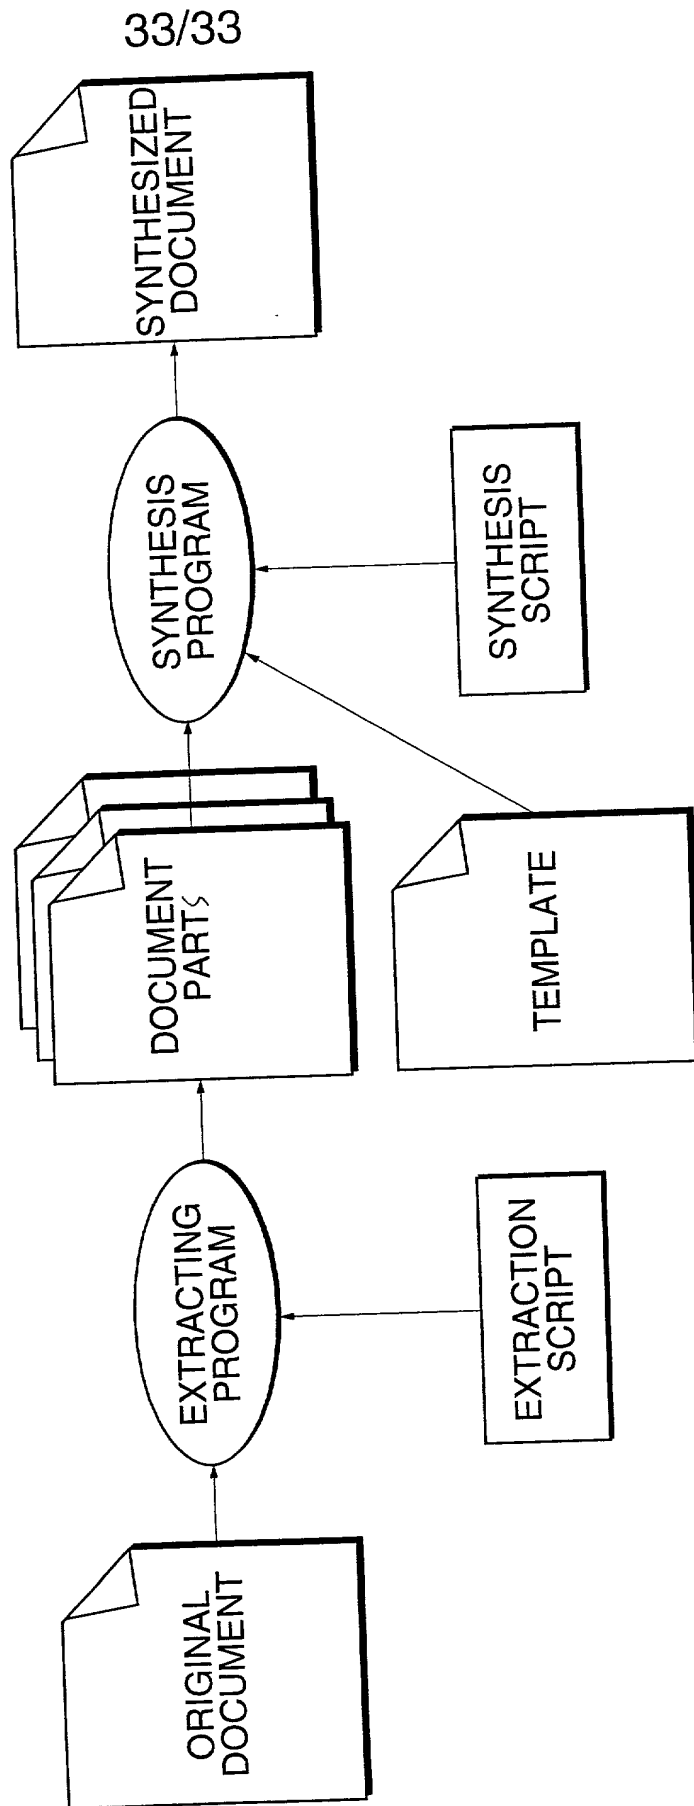 33/33
ORIGINAL
DOCUMENT
EXTRACTING
PROGRAM
EXTRACTION
SCRIPT
DOCUMENT
PARTS
TEMPLATE
SYNTHESIS
PROGRAM
SYNTHESIS
SCRIPT
SYNTHESIZED
DOCUMENT